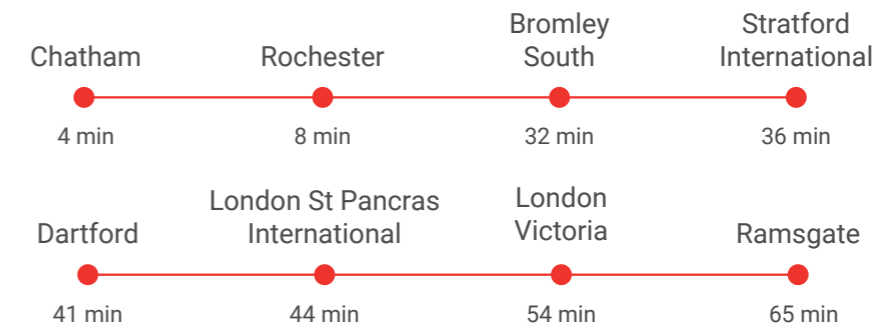 Chatham
Rochester
Bromley
South
Stratford
International
4 min
8 min
32 min
36 min
Dartford
London St Pancras
International
London
Victoria
Ramsgate
41 min
44 min
54 min
65 min